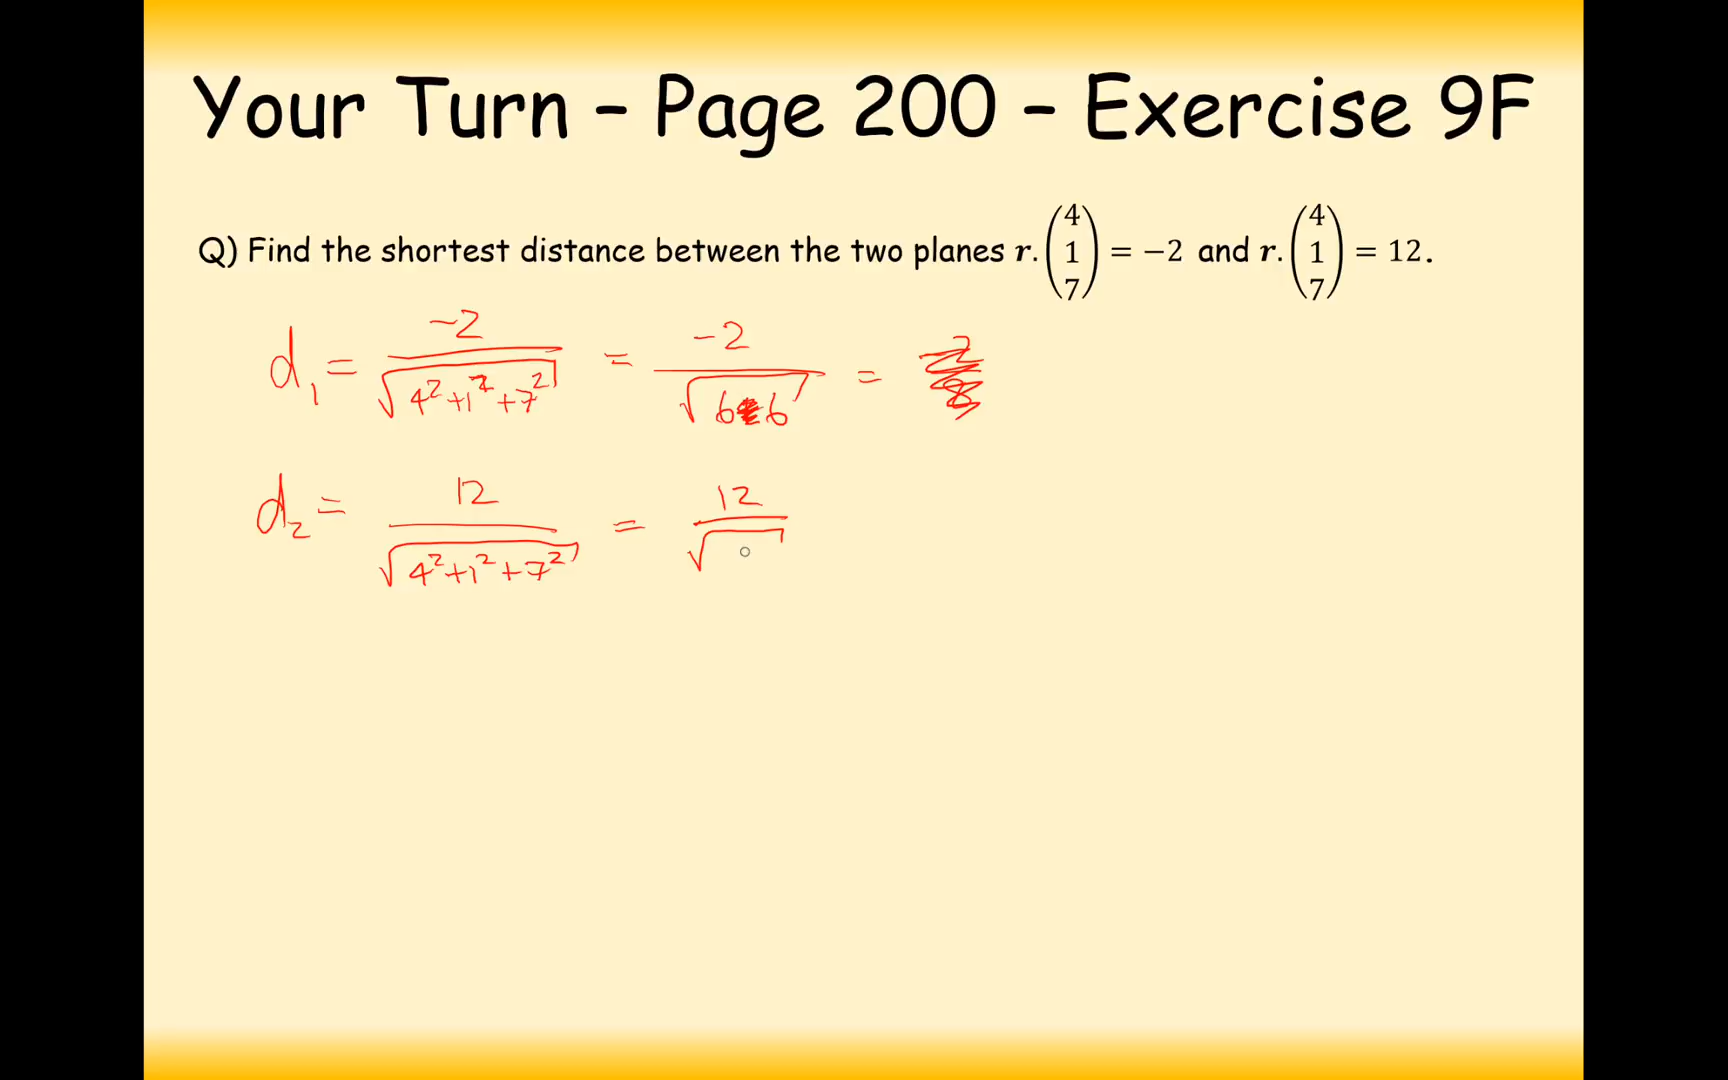 Your Turn – Page 200 – Exercise 9F
Q) Find the shortest distance between the two planes r.(4 1 7) = −2 and r.(4 1 7) = 12.
d₁ = -2/√(4²+1²+7²) = -2/√66 =
d₂ = 12/√(4²+1²+7²) = 12/√